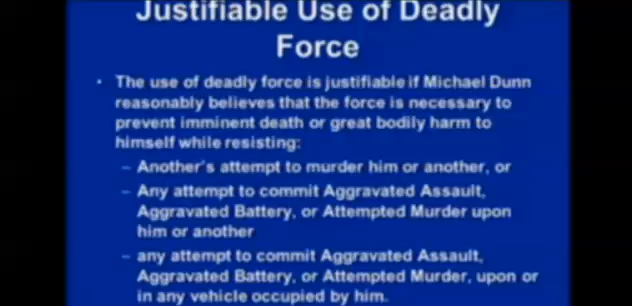 Justifiable Use of Deadly
Force
• The use of deadly force is justifiable if Michael Dunn
reasonably believes that the force is necessary to
prevent imminent death or great bodily harm to
himself while resisting:
– Another's attempt to murder him or another, or
– Any attempt to commit Aggravated Assault,
Aggravated Battery, or Attempted Murder upon
him or another
– any attempt to commit Aggravated Assault,
Aggravated Battery, or Attempted Murder, upon or
in any vehicle occupied by him.